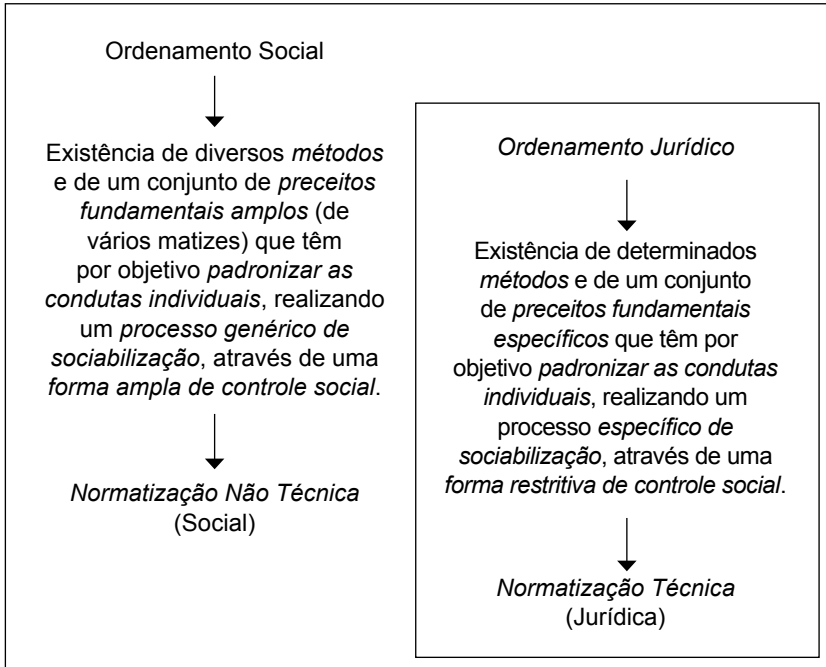 Ordenamento Social
Existência de diversos métodos
e de um conjunto de preceitos
fundamentais amplos (de
vários matizes) que têm
por objetivo padronizar as
condutas individuais, realizando
um processo genérico de
sociabilização, através de uma
forma ampla de controle social.
Normatização Não Técnica
(Social)
Ordenamento Jurídico
Existência de determinados
métodos e de um conjunto
de preceitos fundamentais
específicos que têm por
objetivo padronizar as condutas
individuais, realizando um
processo específico de
sociabilização, através de uma
forma restritiva de controle social.
Normatização Técnica
(Jurídica)